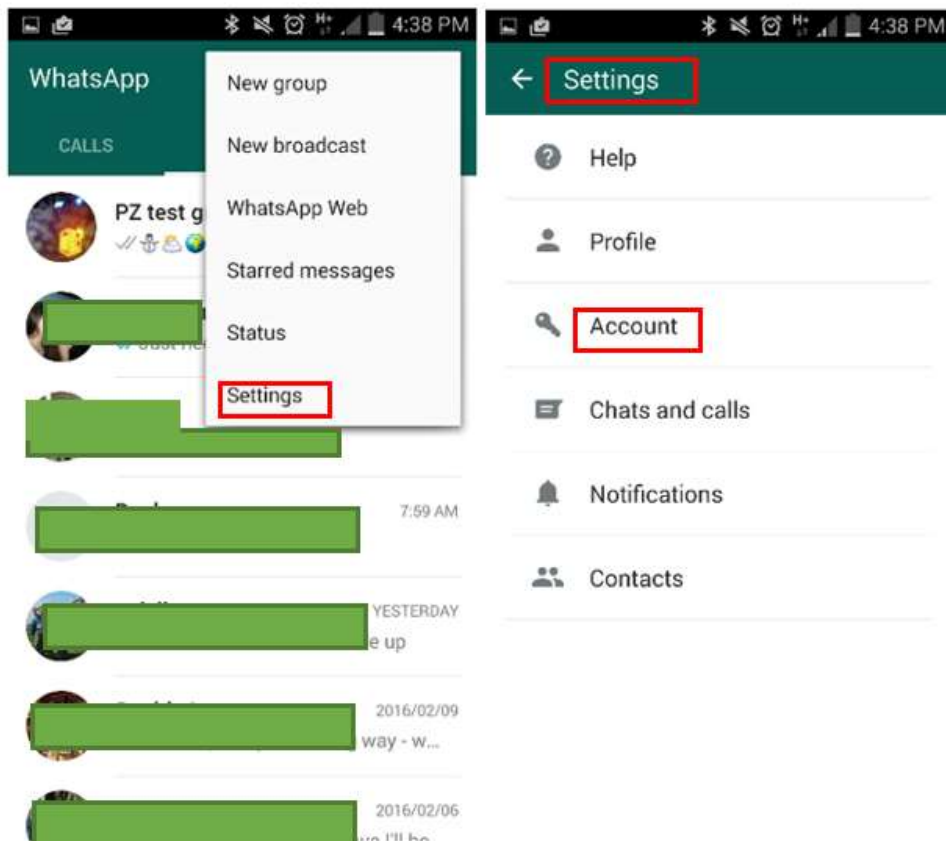 4:38 PM
WhatsApp
CALLS
New group
New broadcast
WhatsApp Web
Starred messages
Status
Settings
PZ test g
7:59 AM
YESTERDAY
e up
2016/02/09
way - w...
2016/02/06
I'll be
H+ 4:38 PM
Settings
Help
Profile
Account
Chats and calls
Notifications
Contacts